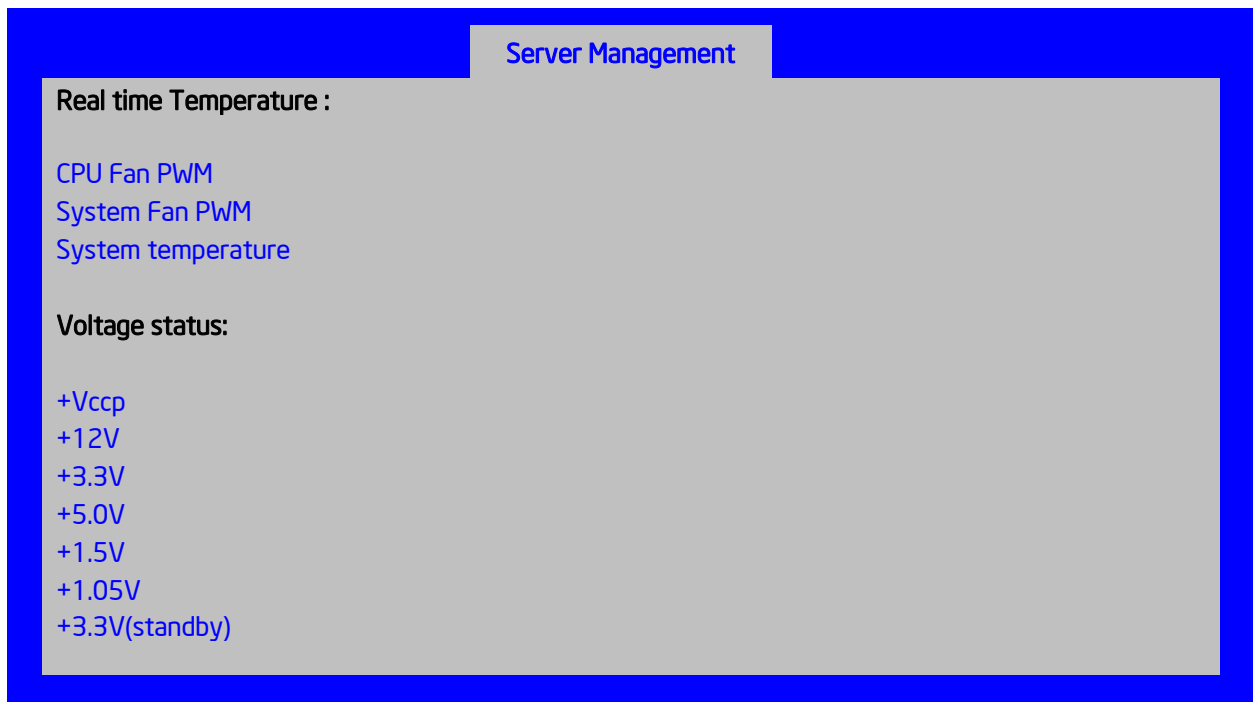 Server Management
Real time Temperature :
CPU Fan PWM
System Fan PWM
System temperature
Voltage status:
+Vccp
+12V
+3.3V
+5.0V
+1.5V
+1.05V
+3.3V(standby)